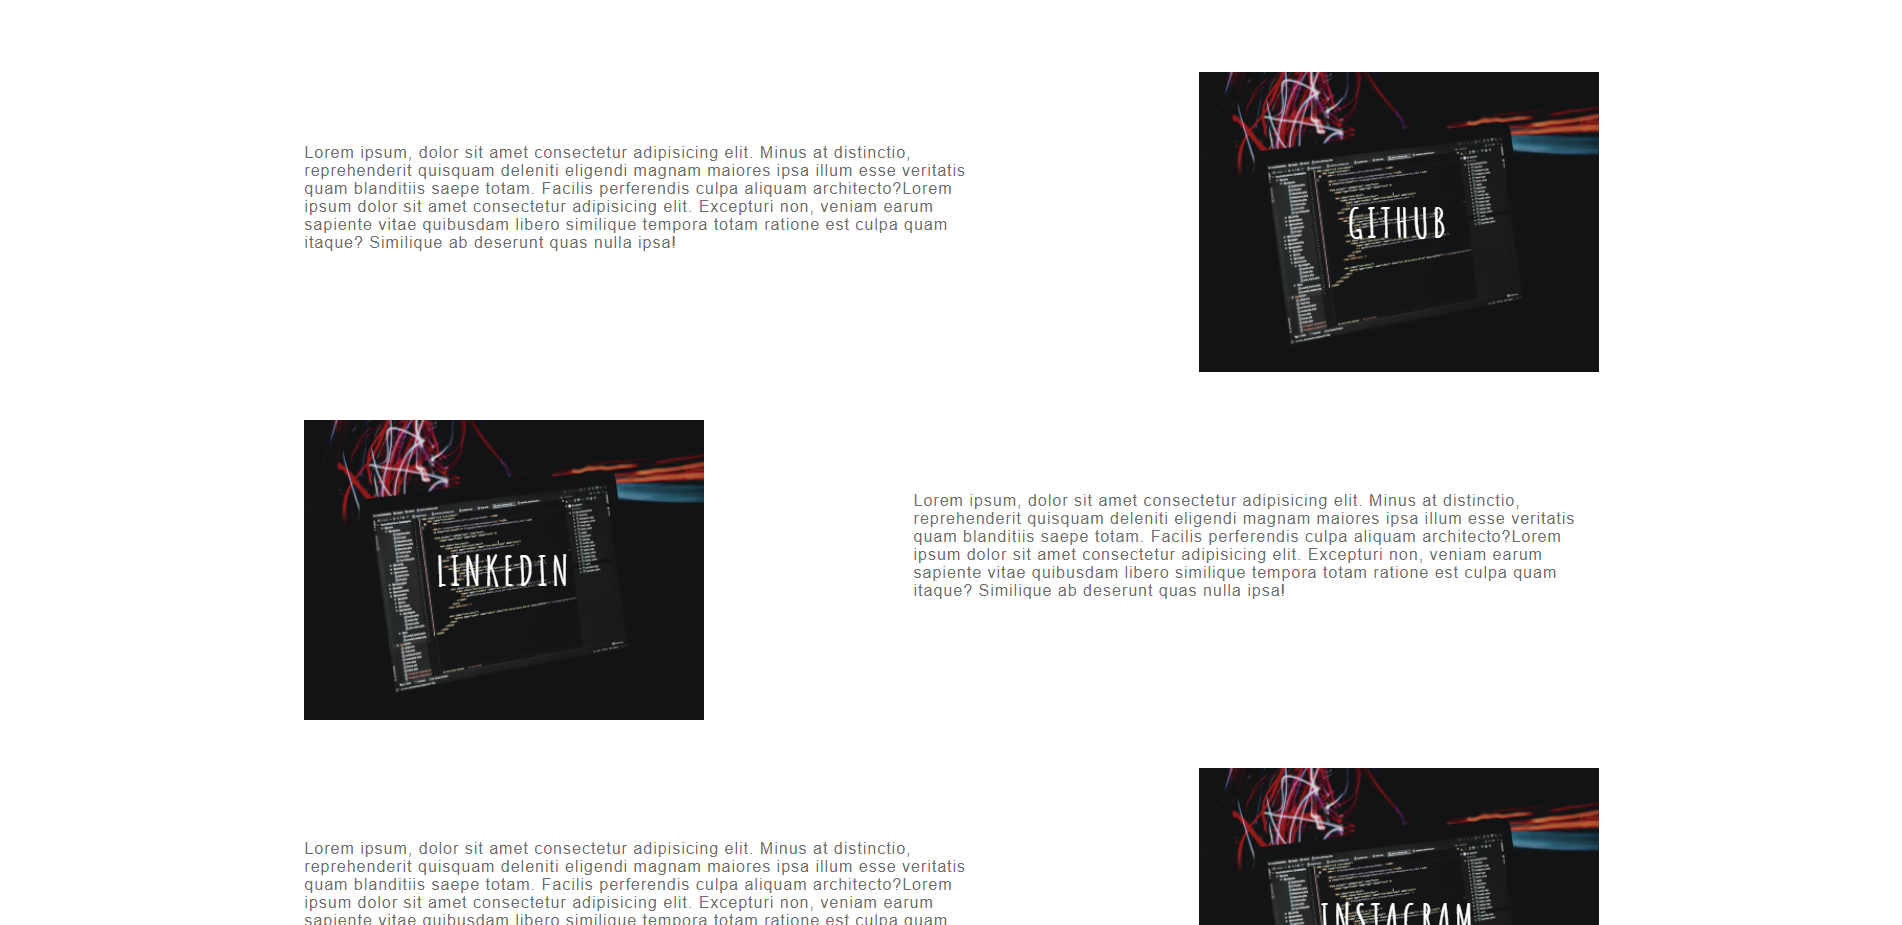 Lorem ipsum, dolor sit amet consectetur adipisicing elit. Minus at distinctio,
reprehenderit quisquam deleniti eligendi magnam maiores ipsa illum esse veritatis
quam blanditiis saepe totam. Facilis perferendis culpa aliquam architecto?Lorem
ipsum dolor sit amet consectetur adipisicing elit. Excepturi non, veniam earum
sapiente vitae quibusdam libero similique tempora totam ratione est culpa quam
itaque? Similique ab deserunt quas nulla ipsa!
GITHUB
LINKEDIN
Lorem ipsum, dolor sit amet consectetur adipisicing elit. Minus at distinctio,
reprehenderit quisquam deleniti eligendi magnam maiores ipsa illum esse veritatis
quam blanditiis saepe totam. Facilis perferendis culpa aliquam architecto?Lorem
ipsum dolor sit amet consectetur adipisicing elit. Excepturi non, veniam earum
sapiente vitae quibusdam libero similique tempora totam ratione est culpa quam
itaque? Similique ab deserunt quas nulla ipsa!
Lorem ipsum, dolor sit amet consectetur adipisicing elit. Minus at distinctio,
reprehenderit quisquam deleniti eligendi magnam maiores ipsa illum esse veritatis
quam blanditiis saepe totam. Facilis perferendis culpa aliquam architecto?Lorem
ipsum dolor sit amet consectetur adipisicing elit. Excepturi non, veniam earum
sapiente vitae quibusdam libero similique tempora totam ratione est culpa quam
INSTAGRAM